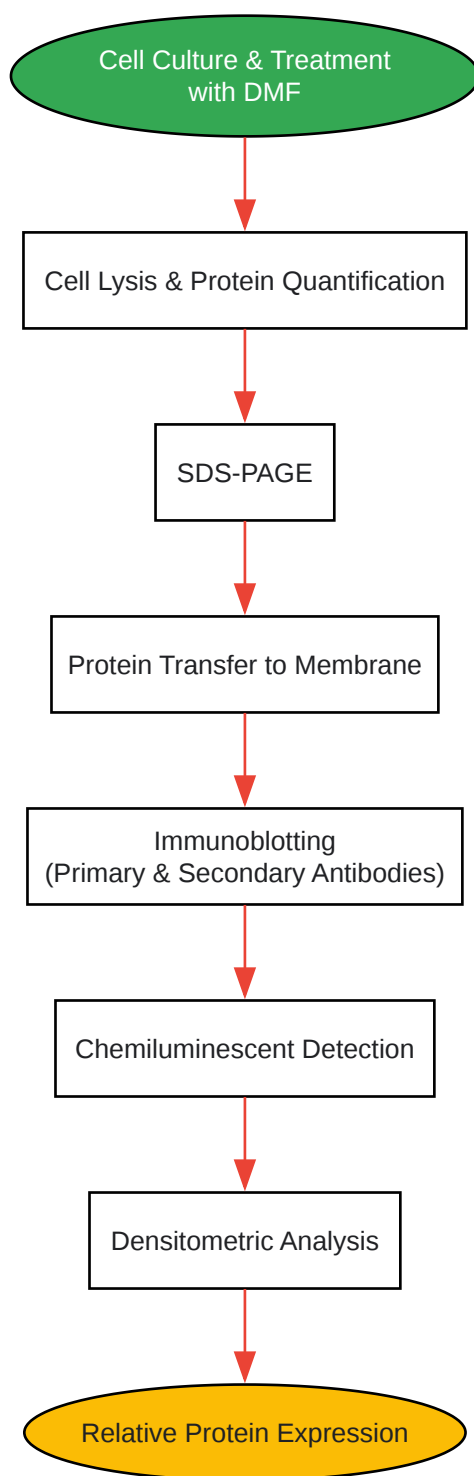 Cell Culture & Treatment
with DMF
Cell Lysis & Protein Quantification
SDS-PAGE
Protein Transfer to Membrane
Immunoblotting
(Primary & Secondary Antibodies)
Chemiluminescent Detection
Densitometric Analysis
Relative Protein Expression